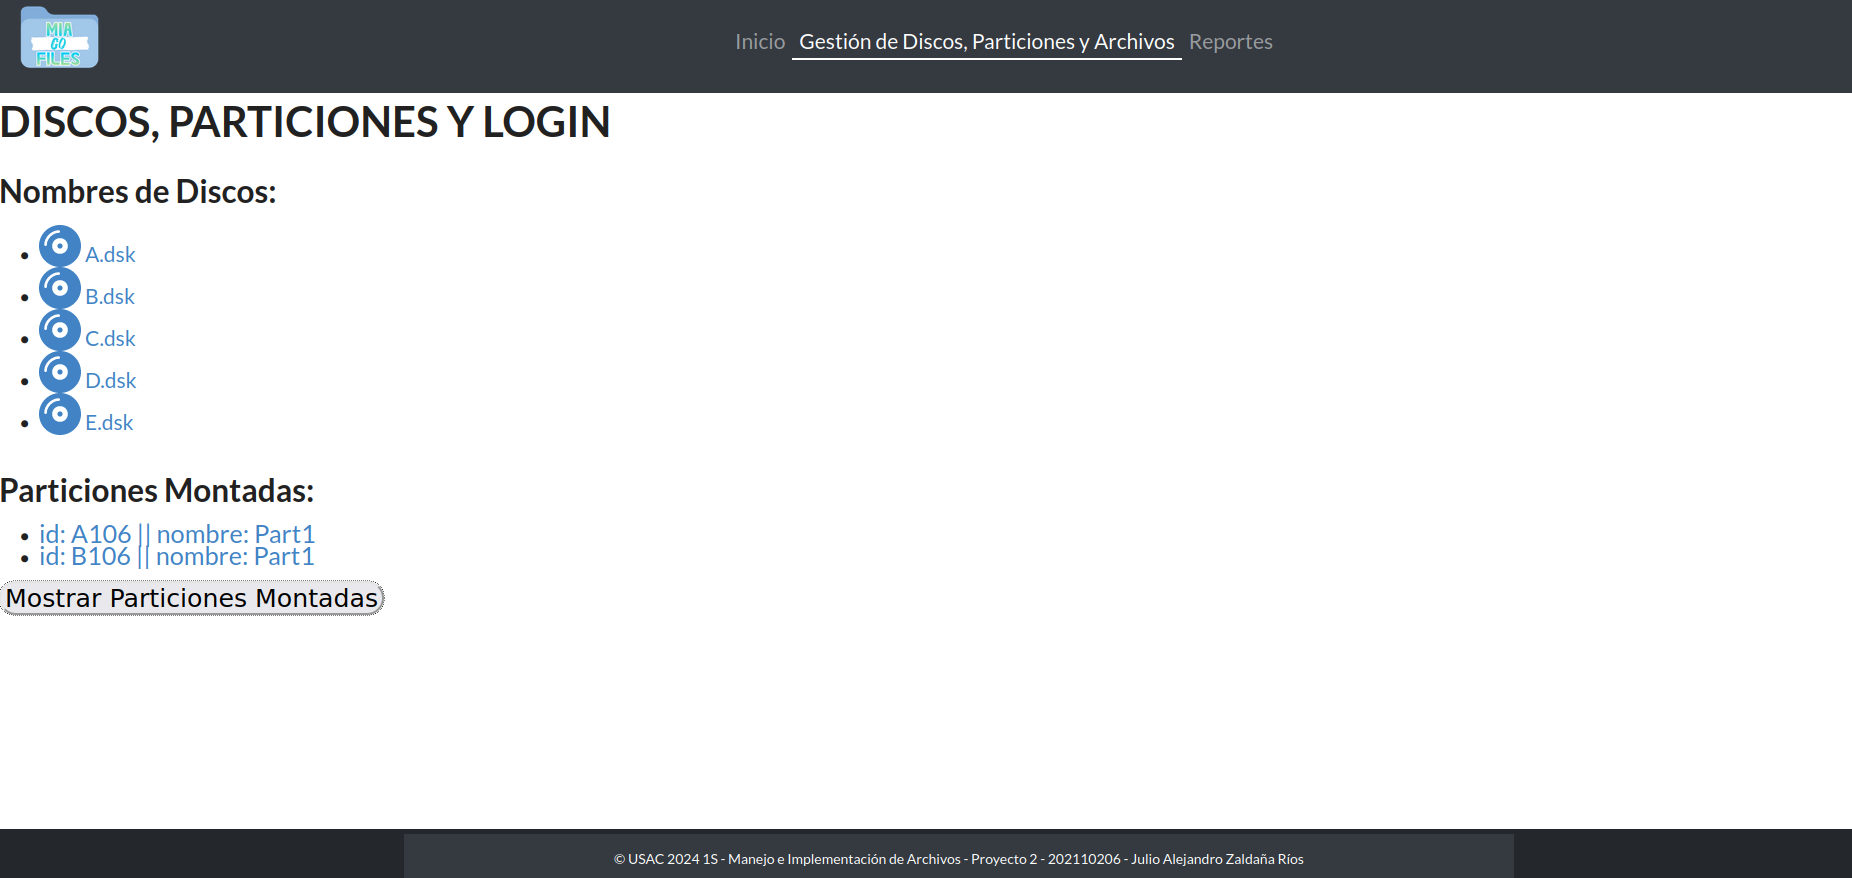 MIA
GO
FILES
Inicio Gestión de Discos, Particiones y Archivos Reportes
DISCOS, PARTICIONES Y LOGIN
Nombres de Discos:
A.dsk
B.dsk
C.dsk
D.dsk
E.dsk
Particiones Montadas:
id: A106 || nombre: Part1
id: B106 || nombre: Part1
Mostrar Particiones Montadas
© USAC 2024 1S - Manejo e Implementación de Archivos - Proyecto 2 - 202110206 - Julio Alejandro Zaldaña Ríos